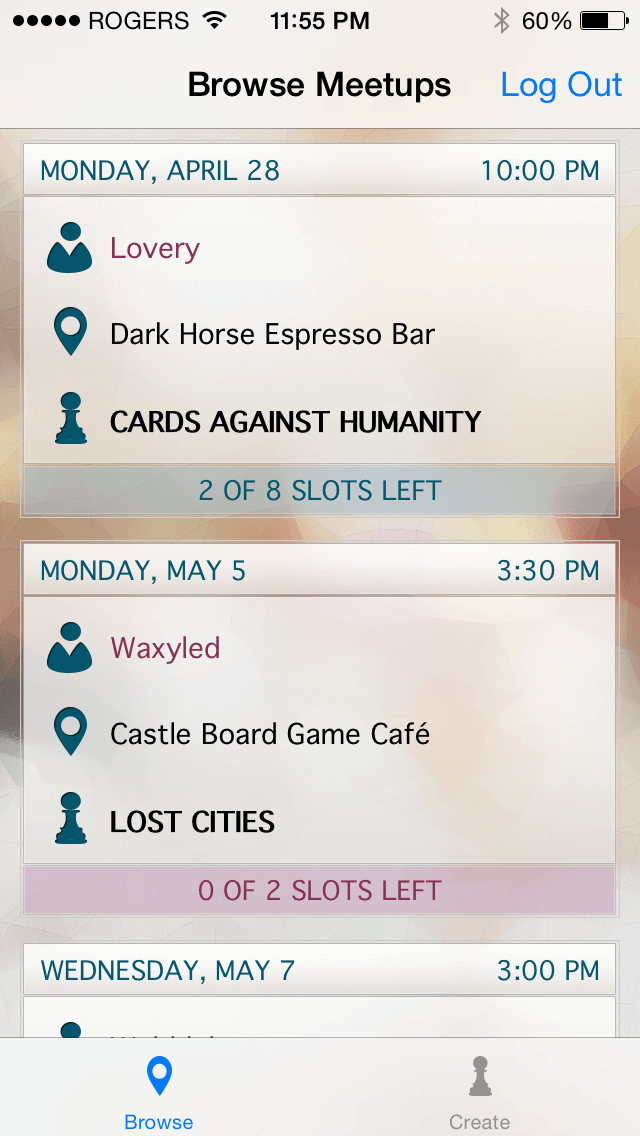 ROGERS 11:55 PM 60%
Browse Meetups Log Out
MONDAY, APRIL 28 10:00 PM
Lovery
Dark Horse Espresso Bar
CARDS AGAINST HUMANITY
2 OF 8 SLOTS LEFT
MONDAY, MAY 5 3:30 PM
Waxyled
Castle Board Game Café
LOST CITIES
0 OF 2 SLOTS LEFT
WEDNESDAY, MAY 7 3:00 PM
Browse Create